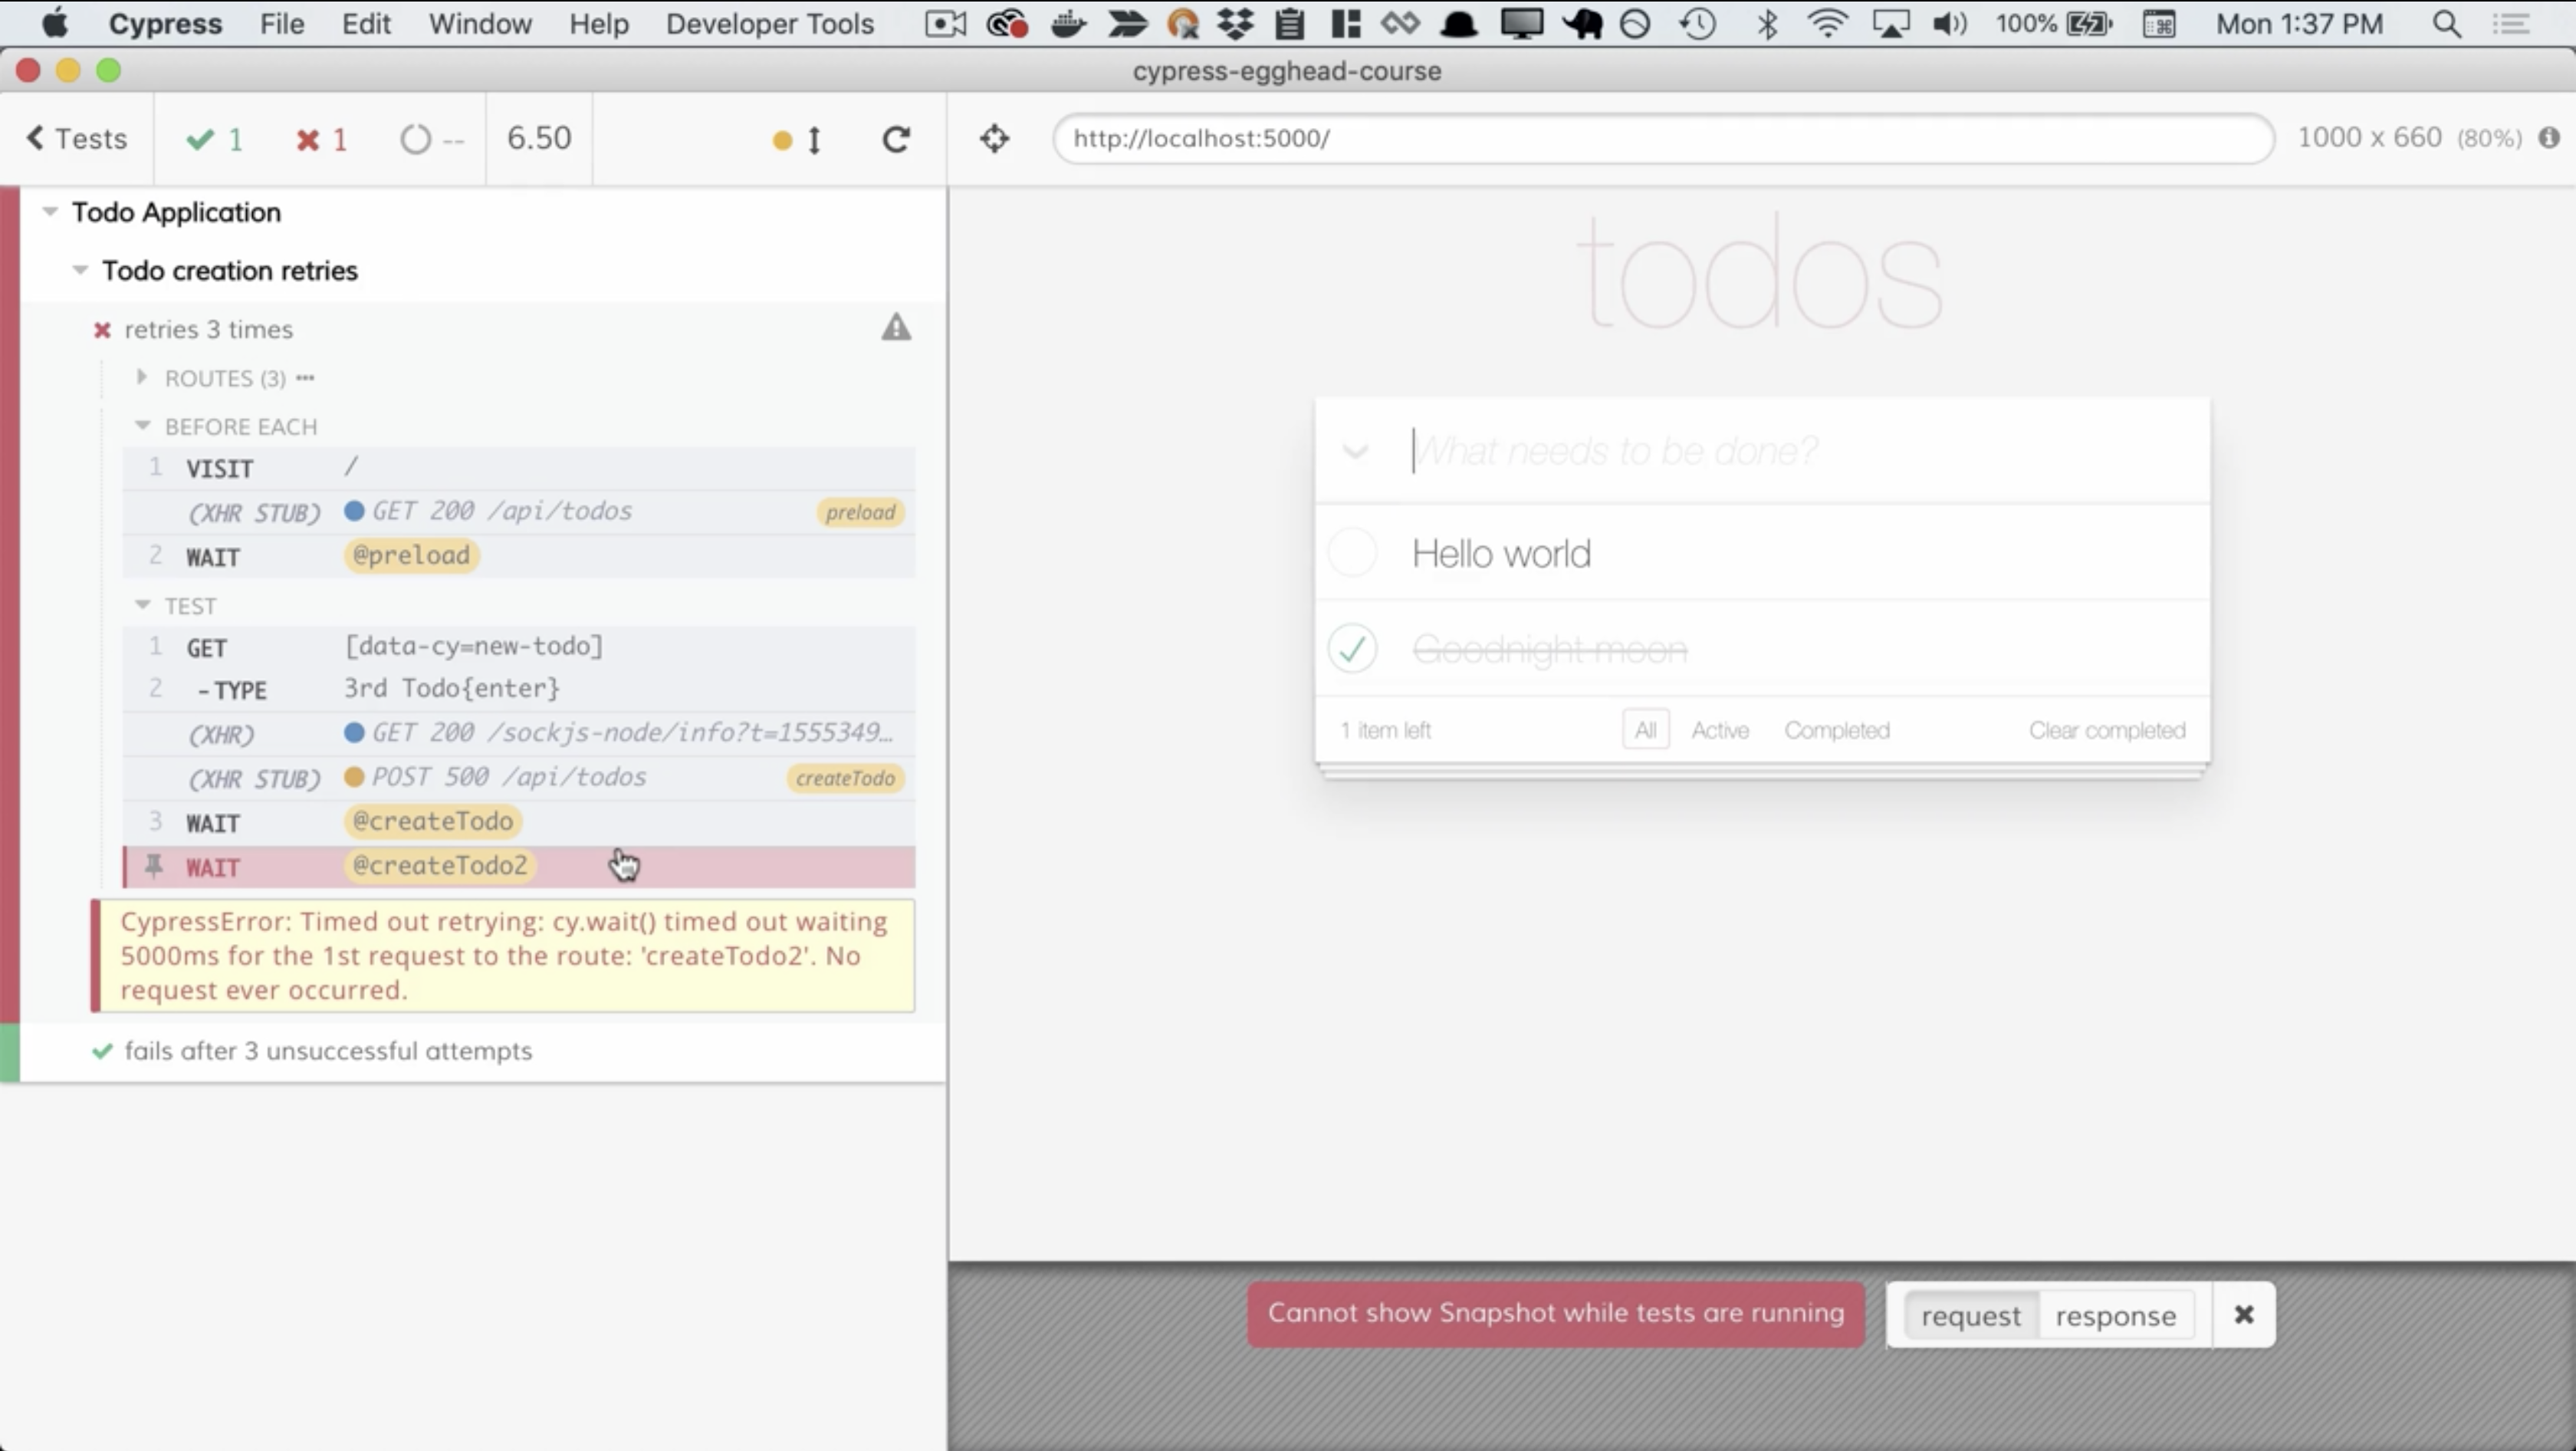 Cypress File Edit Window Help Developer Tools 100% Mon 1:37 PM
cypress-egghead-course
Tests 1 1 -- 6.50 http://localhost:5000/ 1000 x 660 (80%)
Todo Application
Todo creation retries
retries 3 times
ROUTES (3)
BEFORE EACH
1 VISIT /
(XHR STUB) GET 200 /api/todos preload
2 WAIT @preload
TEST
1 GET [data-cy=new-todo]
2 -TYPE 3rd Todo{enter}
(XHR) GET 200 /sockjs-node/info?t=1555349…
(XHR STUB) POST 500 /api/todos createTodo
3 WAIT @createTodo
WAIT @createTodo2
CypressError: Timed out retrying: cy.wait() timed out waiting
5000ms for the 1st request to the route: 'createTodo2'. No
request ever occurred.
fails after 3 unsuccessful attempts
todos
What needs to be done?
Hello world
Goodnight moon
1 item left All Active Completed Clear completed
Cannot show Snapshot while tests are running request response